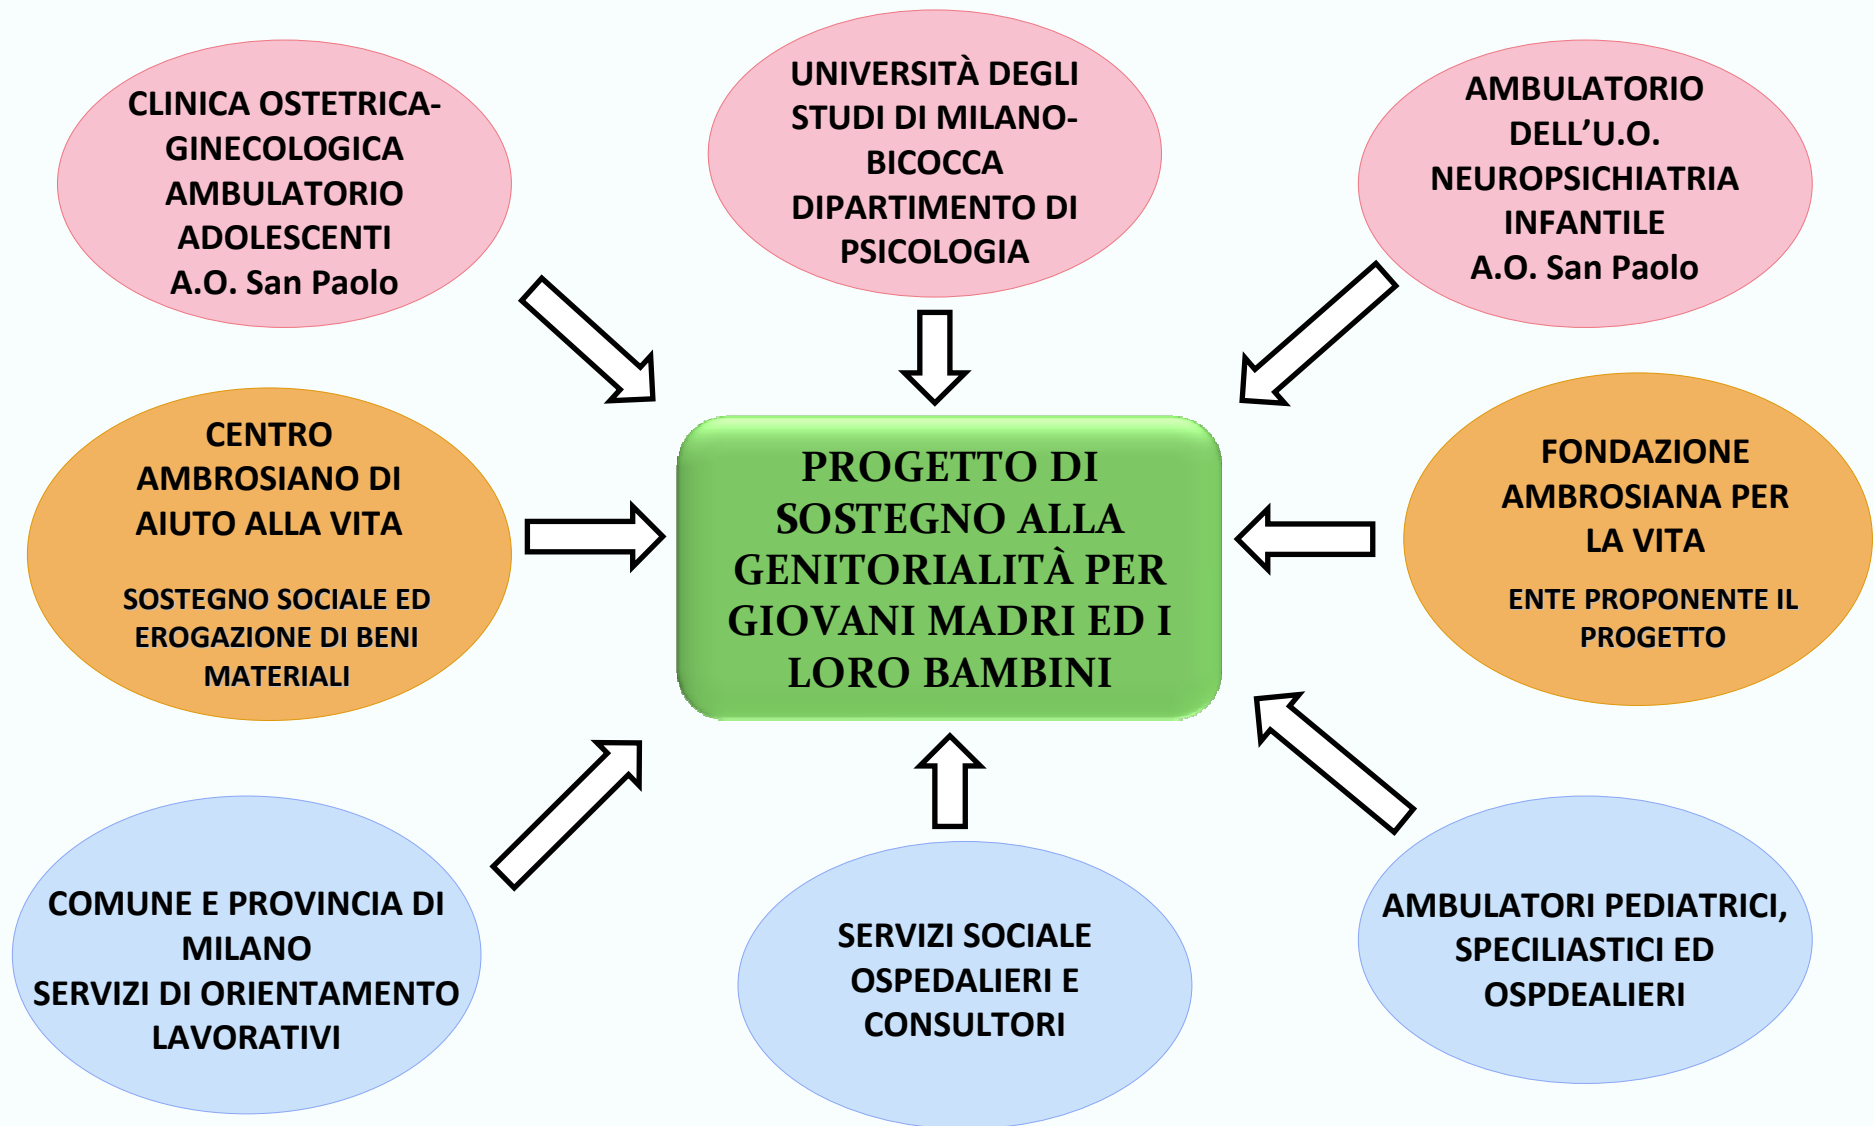 CLINICA OSTETRICA-
GINECOLOGICA
AMBULATORIO
ADOLESCENTI
A.O. San Paolo
UNIVERSITÀ DEGLI
STUDI DI MILANO-
BICOCCA
DIPARTIMENTO DI
PSICOLOGIA
AMBULATORIO
DELL’U.O.
NEUROPSICHIATRIA
INFANTILE
A.O. San Paolo
CENTRO
AMBROSIANO DI
AIUTO ALLA VITA
SOSTEGNO SOCIALE ED
EROGAZIONE DI BENI
MATERIALI
PROGETTO DI
SOSTEGNO ALLA
GENITORIALITÀ PER
GIOVANI MADRI ED I
LORO BAMBINI
FONDAZIONE
AMBROSIANA PER
LA VITA
ENTE PROPONENTE IL
PROGETTO
COMUNE E PROVINCIA DI
MILANO
SERVIZI DI ORIENTAMENTO
LAVORATIVI
SERVIZI SOCIALE
OSPEDALIERI E
CONSULTORI
AMBULATORI PEDIATRICI,
SPECILIASTICI ED
OSPDEALIERI